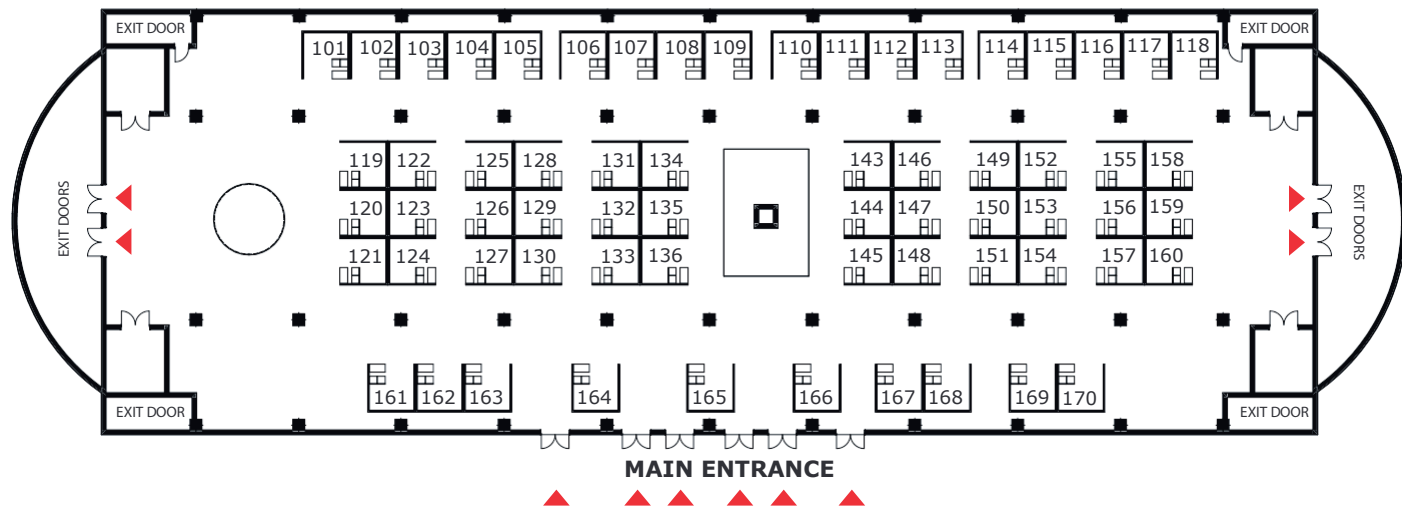 EXIT DOOR EXIT DOOR
101 102 103 104 105 106 107 108 109 110 111 112 113 114 115 116 117 118
119 122 125 128 131 134 143 146 149 152 155 158
EXIT DOORS EXIT DOORS
120 123 126 129 132 135 144 147 150 153 156 159
121 124 127 130 133 136 145 148 151 154 157 160
161 162 163 164 165 166 167 168 169 170
EXIT DOOR EXIT DOOR
MAIN ENTRANCE